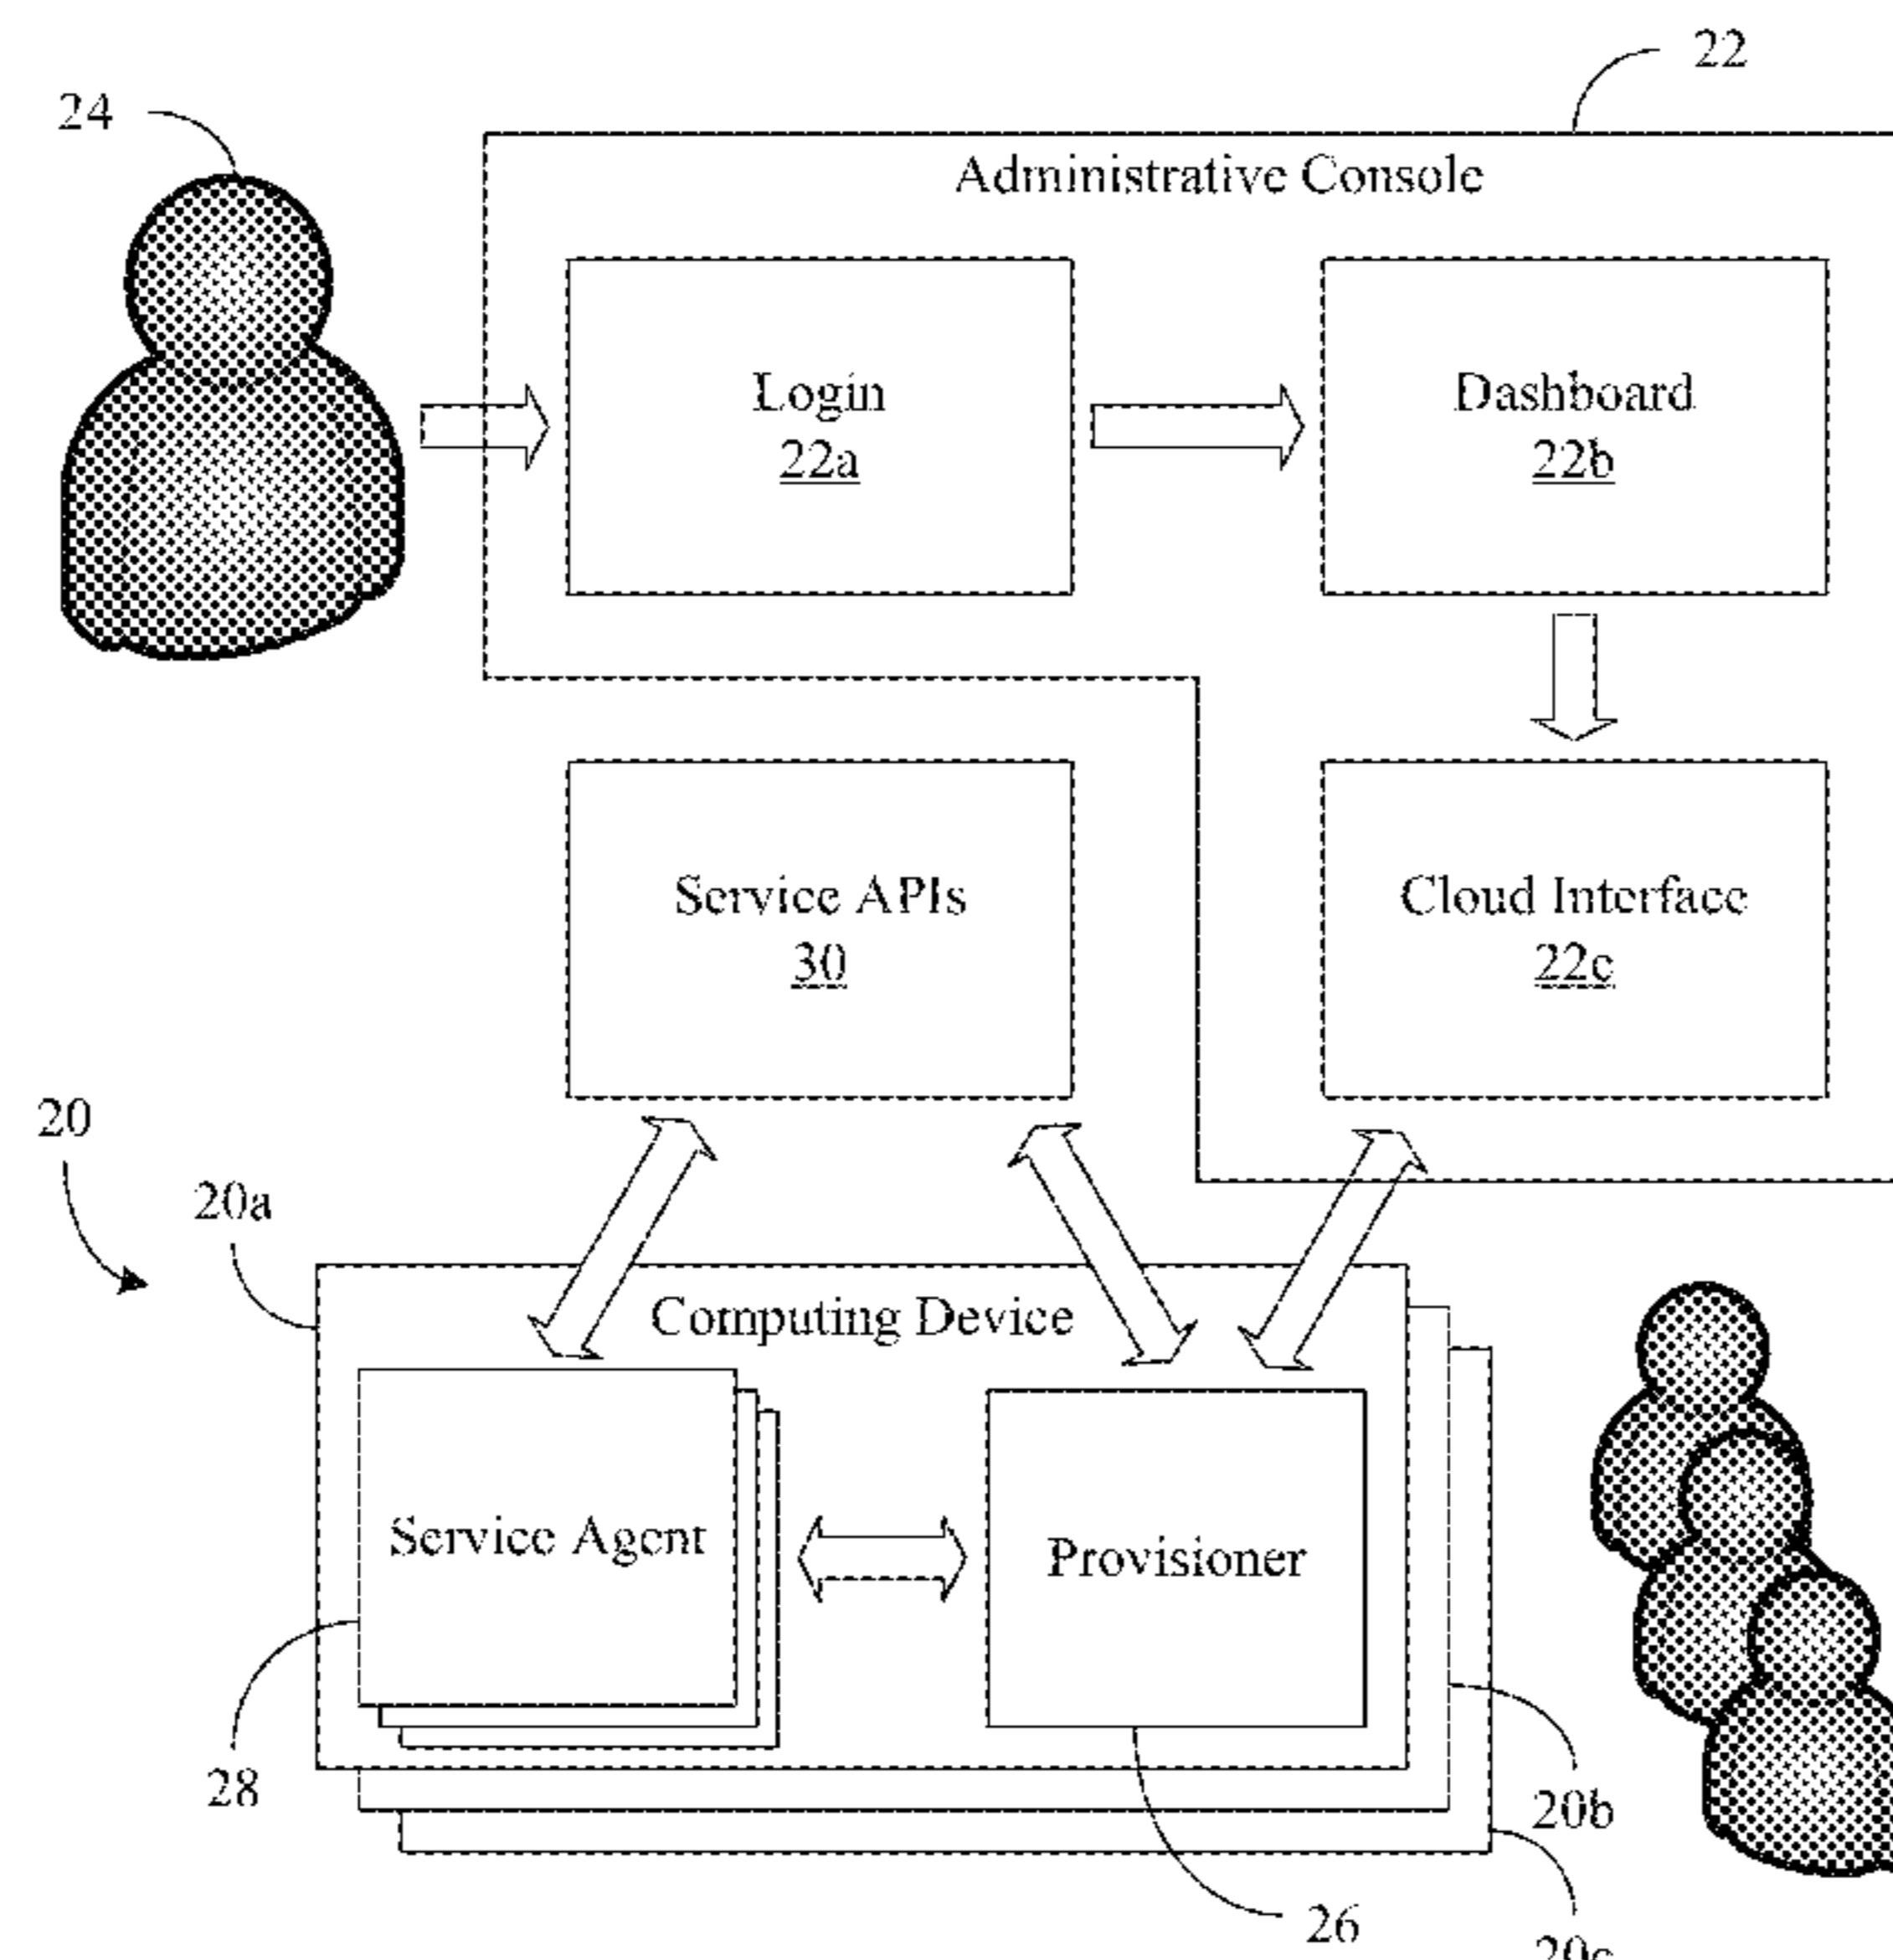 22
24
Administrative Console
Login
22a
Dashboard
22b
Service APIs
30
Cloud Interface
22c
20
20a
Computing Device
Service Agent
Provisioner
28
20b
26
20c